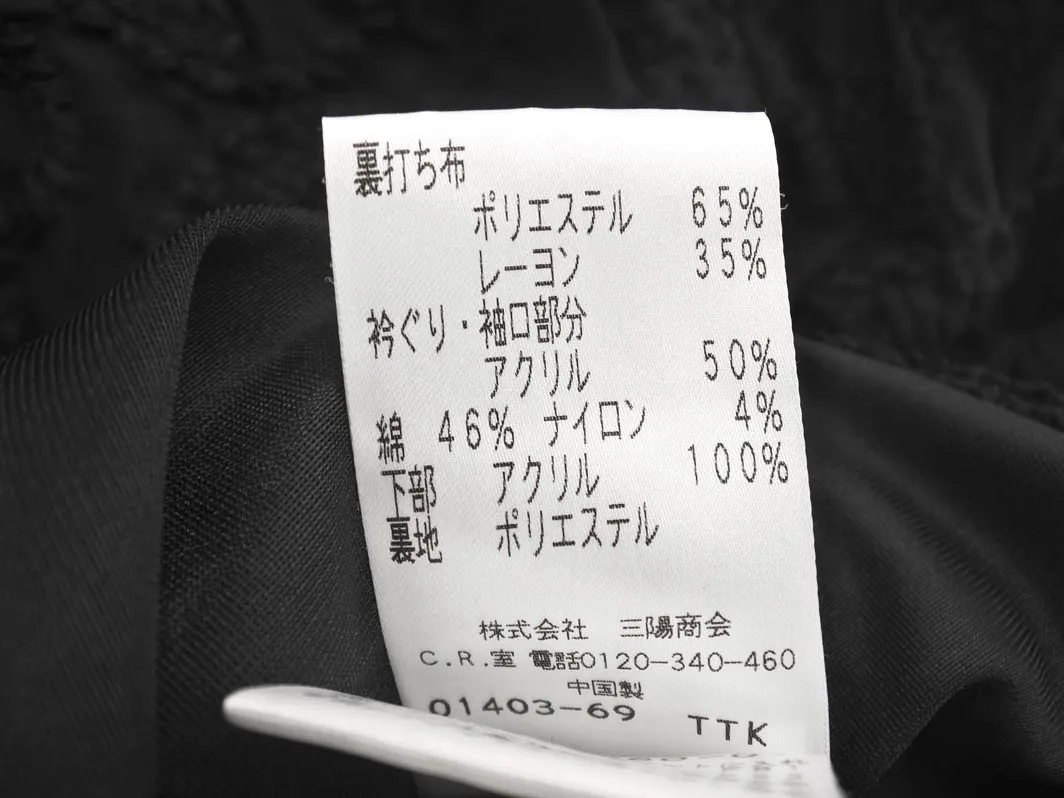 裏打ち布
ポリエステル 65%
レーヨン 35%
衿ぐり・袖口部分
アクリル 50%
綿 46% ナイロン 4%
下部 アクリル 100%
裏地 ポリエステル
株式会社 三陽商会
C.R.室 電話0120-340-460
中国製
01403-69 TTK